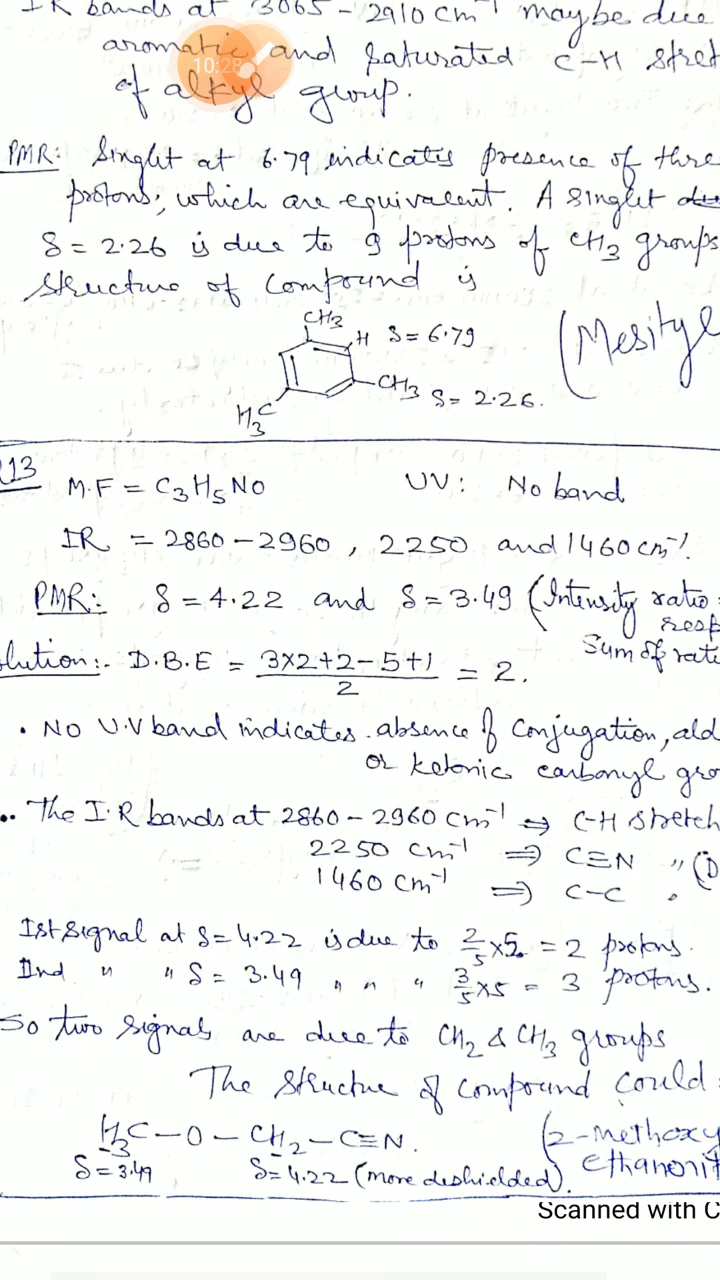 IR bands at 3065 - 2910 cm⁻¹ may be due
aromatic and saturated C-H stret
of alkyl group.
10:28
PMR: Singlet at 6.79 indicates presence of thre
protons, which are equivalent. A singlet
δ = 2.26 is due to 9 protons of CH₃ groups
structure of compound is
CH₃
H δ = 6.79
(Mesityle
CH₃ δ = 2.26.
H₃C
13
M.F = C₃H₅NO UV: No band
IR = 2860 - 2960, 2250 and 1460 cm⁻¹.
PMR: δ = 4.22 and δ = 3.49 (Intensity ratio =
resp
Sum of rati
lution:- D.B.E = 3x2+2-5+1/2 = 2.
• No U.V band indicates absence of conjugation, ald
or ketonic carbonyl gro
•• The I.R bands at 2860 - 2960 cm⁻¹ ⇒ C-H stretch
2250 cm⁻¹ ⇒ C≡N " (D
1460 cm⁻¹ ⇒ C-C
Ist signal at δ = 4.22 is due to 2/5 x 5 = 2 protons.
IInd " " δ = 3.49 " " " 3/5 x 5 = 3 protons.
So two signals are due to CH₂ & CH₃ groups
The structure of compound could
H₃C-O-CH₂-C≡N. (2-methoxy
δ = 3.49 δ = 4.22 (more deshielded). ethanonit
Scanned with C